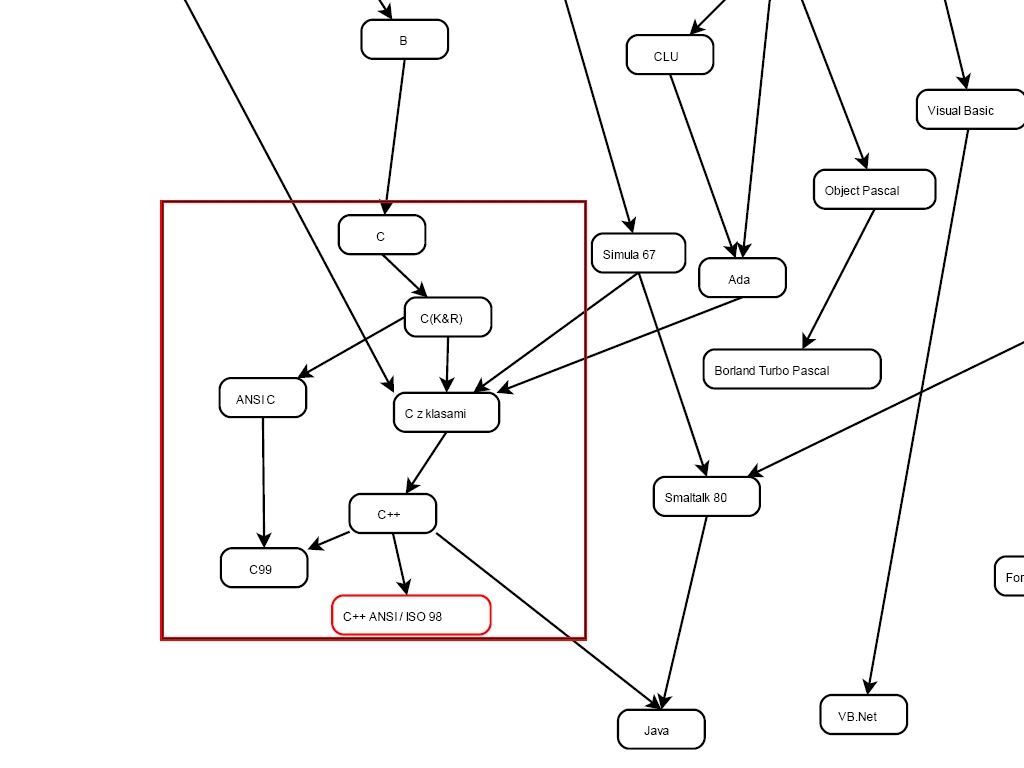 B
CLU
Visual Basic
Object Pascal
C
Simula 67
Ada
C(K&R)
Borland Turbo Pascal
ANSI C
C z klasami
Smaltalk 80
C++
C99
For
C++ ANSI / ISO 98
VB.Net
Java